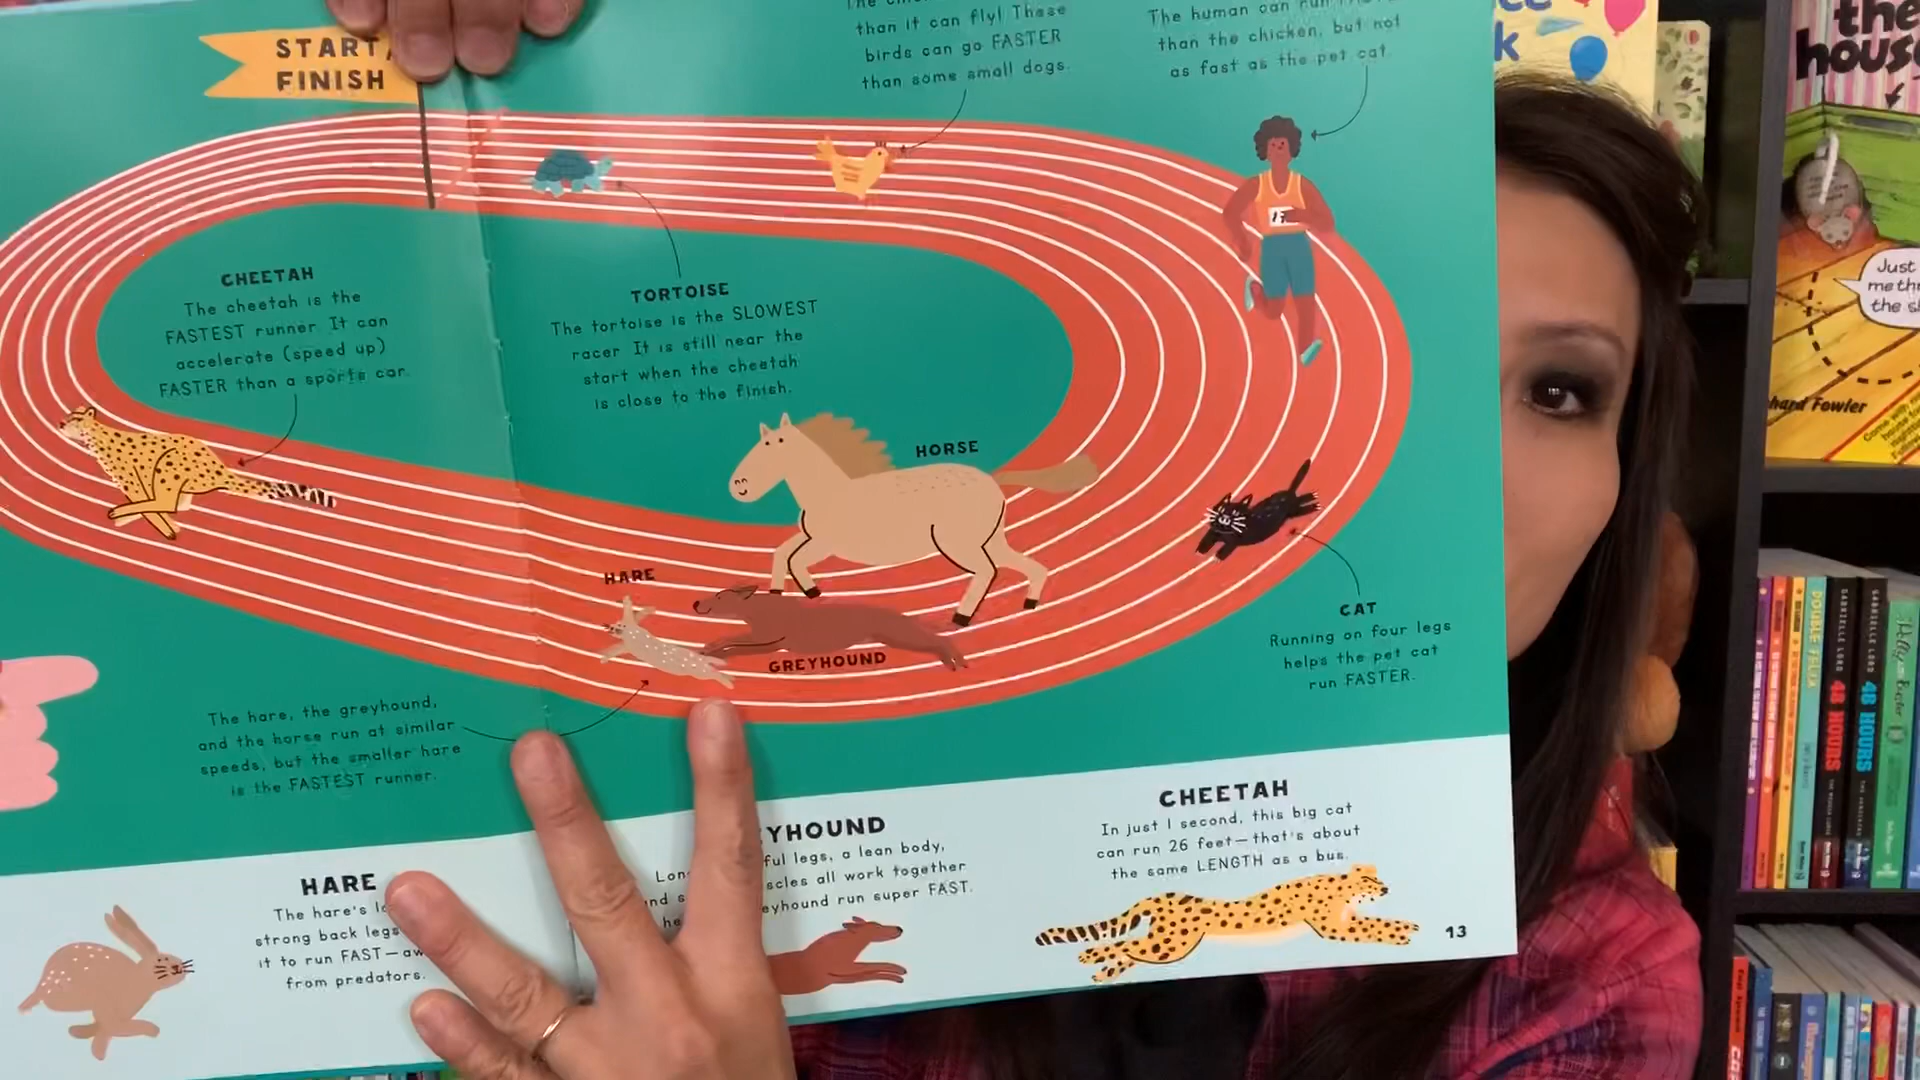 START/
FINISH
than it can fly! These
birds can go FASTER
than some small dogs.
The human can run
than the chicken, but not
as fast as the pet cat.
CHEETAH
The cheetah is the
FASTEST runner. It can
accelerate (speed up)
FASTER than a sports car.
TORTOISE
The tortoise is the SLOWEST
racer. It is still near the
start when the cheetah
is close to the finish.
HORSE
HARE
GREYHOUND
CAT
Running on four legs
helps the pet cat
run FASTER.
The hare, the greyhound,
and the horse run at similar
speeds, but the smaller hare
is the FASTEST runner.
HARE
The hare's
strong back legs
it to run FAST—
from predators.
YHOUND
ful legs, a lean body,
scles all work together
eyhound run super FAST.
CHEETAH
In just 1 second, this big cat
can run 26 feet—that's about
the same LENGTH as a bus.
13
k
the
house
Just
me
the
hard Fowler
DOUBLE FELIX
GABRIELLE LORD
48 HOURS
GABRIELLE LORD
48 HOURS